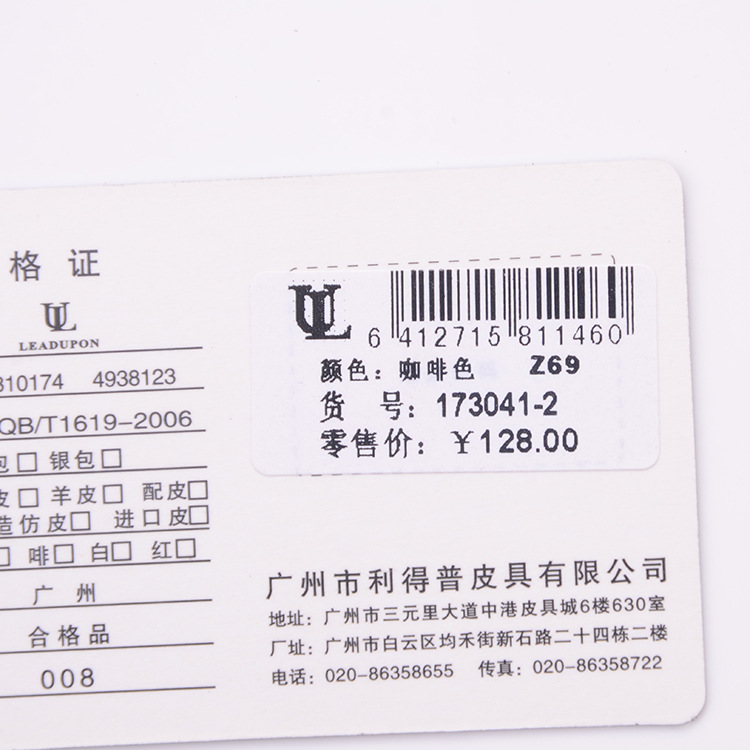 格 证
UL
LEADUPON
810174 4938123
QB/T1619-2006
包□ 银包□
皮□ 羊皮□ 配皮□
造仿皮□ 进口皮□
□ 啡□ 白□ 红□
广 州
合格品
008
UL
6 412715 811460
颜色：咖啡色 Z69
货 号：173041-2
零售价：￥128.00
广州市利得普皮具有限公司
地址：广州市三元里大道中港皮具城6楼630室
厂址：广州市白云区均禾街新石路二十四栋二楼
电话：020-86358655 传真：020-86358722